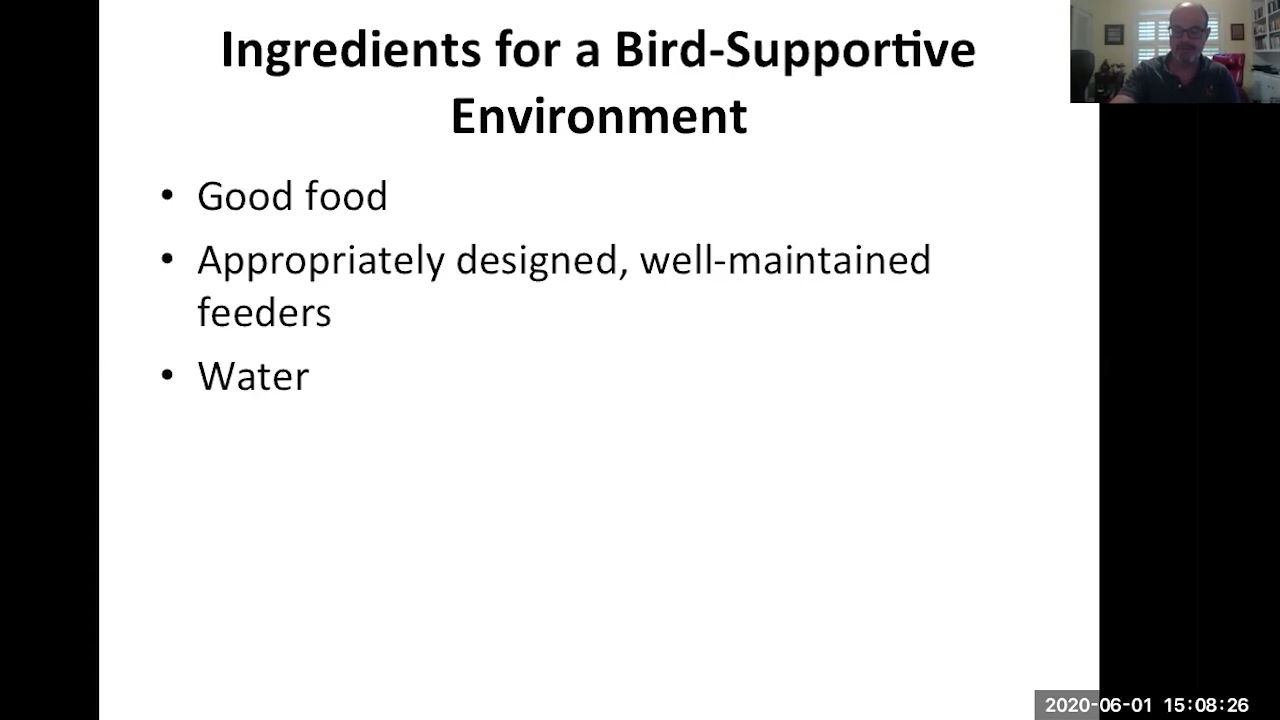 Ingredients for a Bird-Supportive
Environment
• Good food
• Appropriately designed, well-maintained
feeders
• Water
2020-06-01 15:08:26